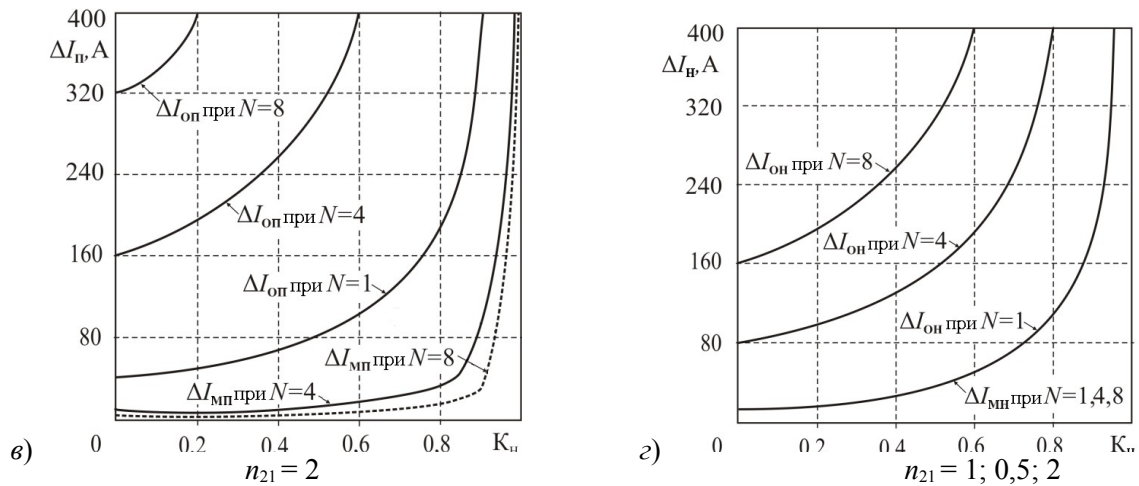 400
ΔIп, А
320
ΔIоп при N=8
240
ΔIоп при N=4
160
ΔIоп при N=1
80
ΔIмп при N=8
ΔIмп при N=4
0 0.2 0.4 0.6 0.8 Кн
в)
n21 = 2
400
ΔIн, А
320
ΔIон при N=8
240
ΔIон при N=4
160
ΔIон при N=1
80
ΔIмн при N=1,4,8
0 0.2 0.4 0.6 0.8 Кн
г)
n21 = 1; 0,5; 2